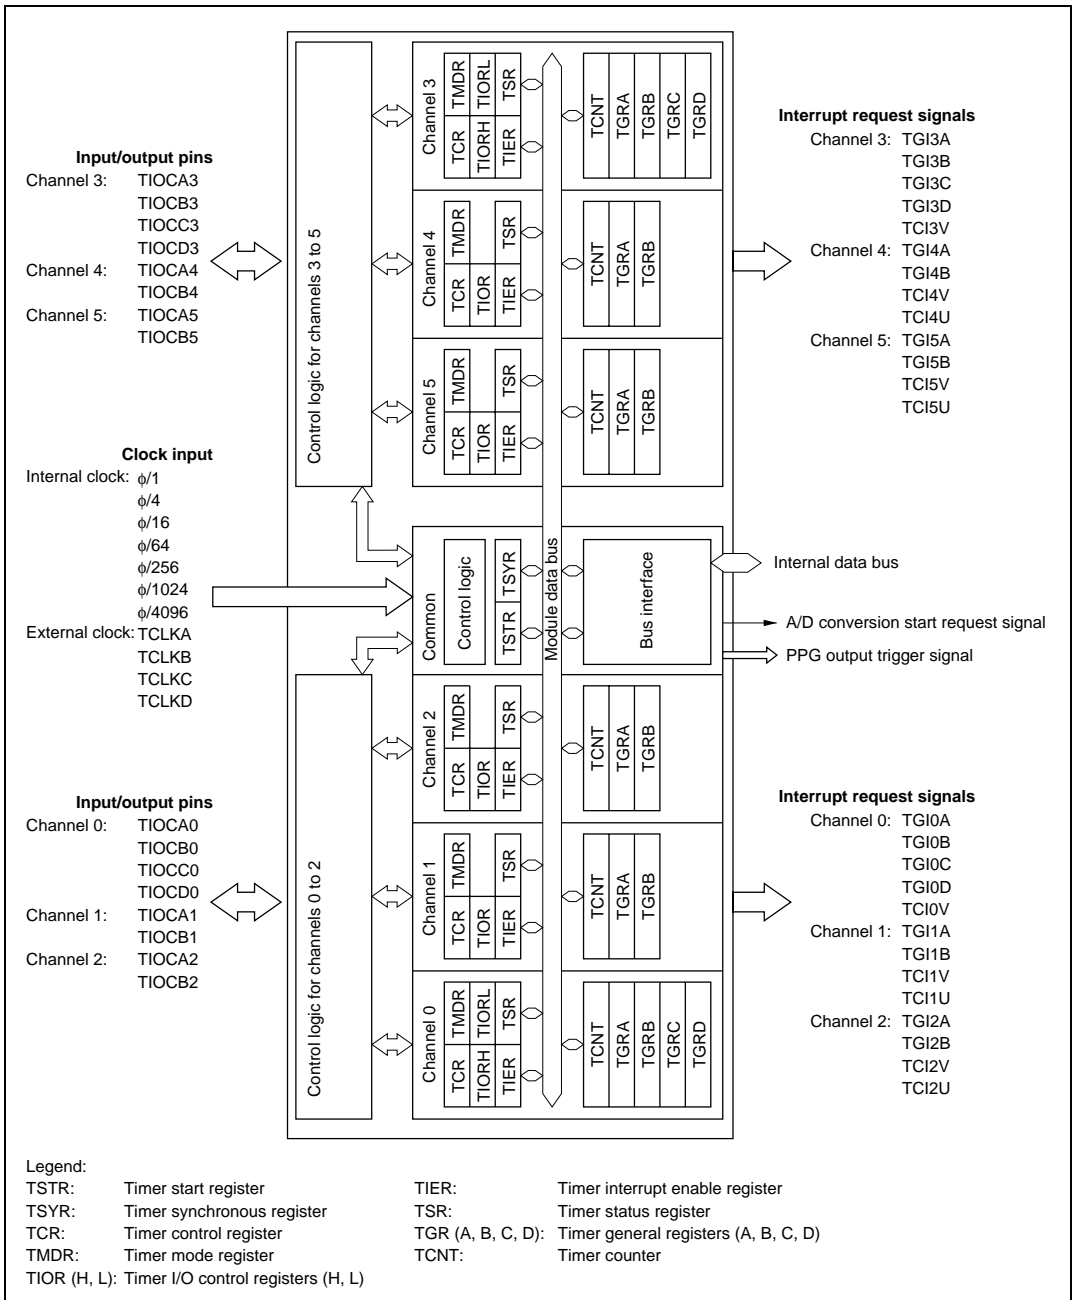 Input/output pins
Channel 3: TIOCA3
TIOCB3
TIOCC3
TIOCD3
Channel 4: TIOCA4
TIOCB4
Channel 5: TIOCA5
TIOCB5
Clock input
Internal clock: ϕ/1
ϕ/4
ϕ/16
ϕ/64
ϕ/256
ϕ/1024
ϕ/4096
External clock: TCLKA
TCLKB
TCLKC
TCLKD
Input/output pins
Channel 0: TIOCA0
TIOCB0
TIOCC0
TIOCD0
Channel 1: TIOCA1
TIOCB1
Channel 2: TIOCA2
TIOCB2
Control logic for channels 3 to 5
Control logic for channels 0 to 2
Channel 3
TCR TMDR
TIORH TIORL
TIER TSR
TCNT
TGRA
TGRB
TGRC
TGRD
Channel 4
TCR TMDR
TIOR
TIER TSR
TCNT
TGRA
TGRB
Channel 5
TCR TMDR
TIOR
TIER TSR
TCNT
TGRA
TGRB
Common
Control logic
TSTR TSYR
Module data bus
Bus interface
Channel 2
TCR TMDR
TIOR
TIER TSR
TCNT
TGRA
TGRB
Channel 1
TCR TMDR
TIOR
TIER TSR
TCNT
TGRA
TGRB
Channel 0
TCR TMDR
TIORH TIORL
TIER TSR
TCNT
TGRA
TGRB
TGRC
TGRD
Interrupt request signals
Channel 3: TGI3A
TGI3B
TGI3C
TGI3D
TCI3V
Channel 4: TGI4A
TGI4B
TCI4V
TCI4U
Channel 5: TGI5A
TGI5B
TCI5V
TCI5U
Internal data bus
A/D conversion start request signal
PPG output trigger signal
Interrupt request signals
Channel 0: TGI0A
TGI0B
TGI0C
TGI0D
TCI0V
Channel 1: TGI1A
TGI1B
TCI1V
TCI1U
Channel 2: TGI2A
TGI2B
TCI2V
TCI2U
Legend:
TSTR: Timer start register
TSYR: Timer synchronous register
TCR: Timer control register
TMDR: Timer mode register
TIOR (H, L): Timer I/O control registers (H, L)
TIER: Timer interrupt enable register
TSR: Timer status register
TGR (A, B, C, D): Timer general registers (A, B, C, D)
TCNT: Timer counter